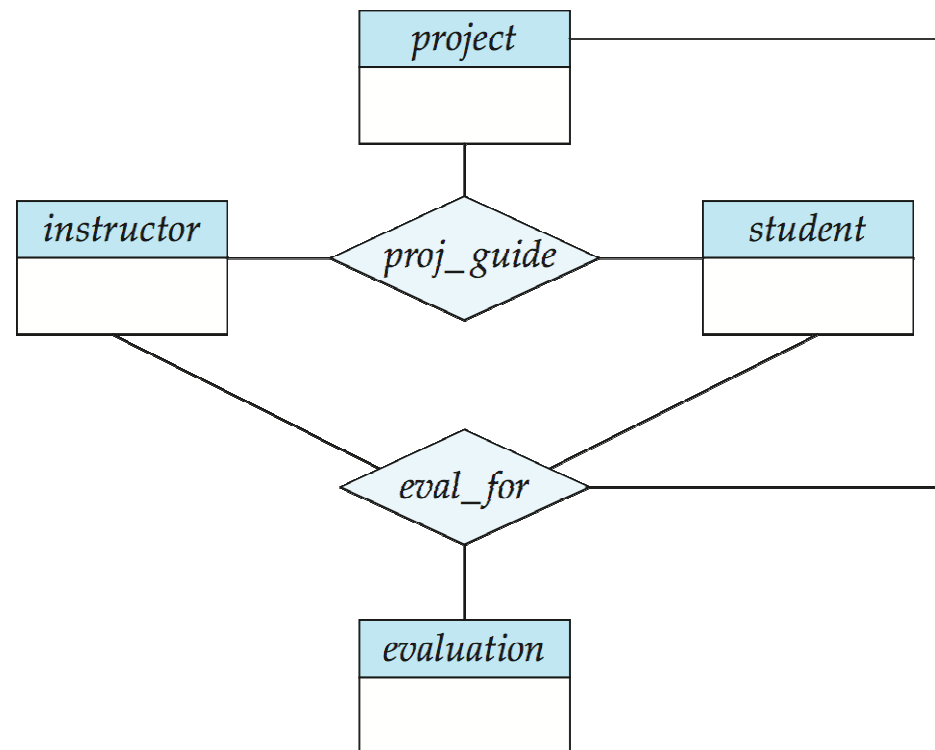 project
instructor
proj_guide
student
eval_for
evaluation